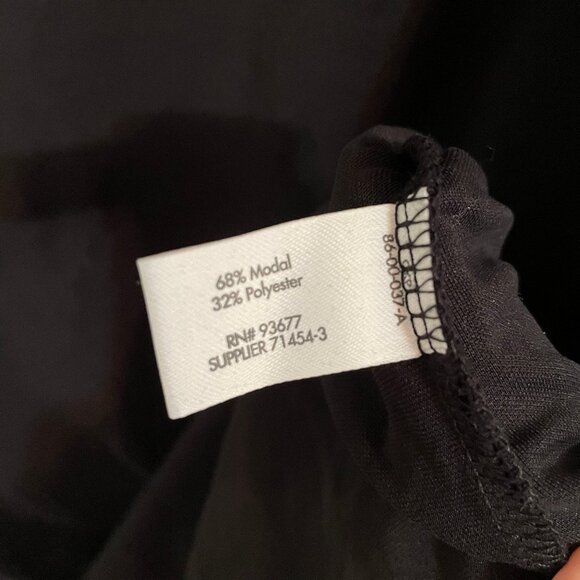 68% Modal
32% Polyester
RN# 93677
SUPPLIER 71454-3
86-00-037-A